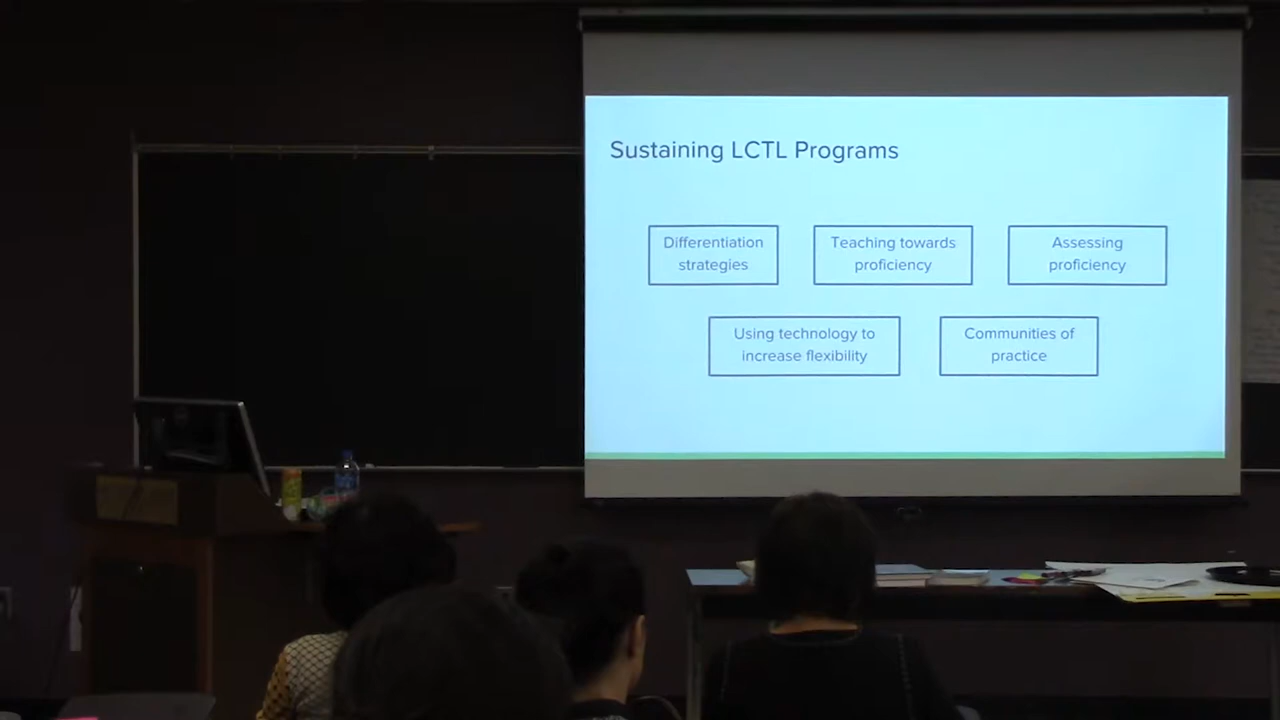 Sustaining LCTL Programs
Differentiation
strategies
Teaching towards
proficiency
Assessing
proficiency
Using technology to
increase flexibility
Communities of
practice